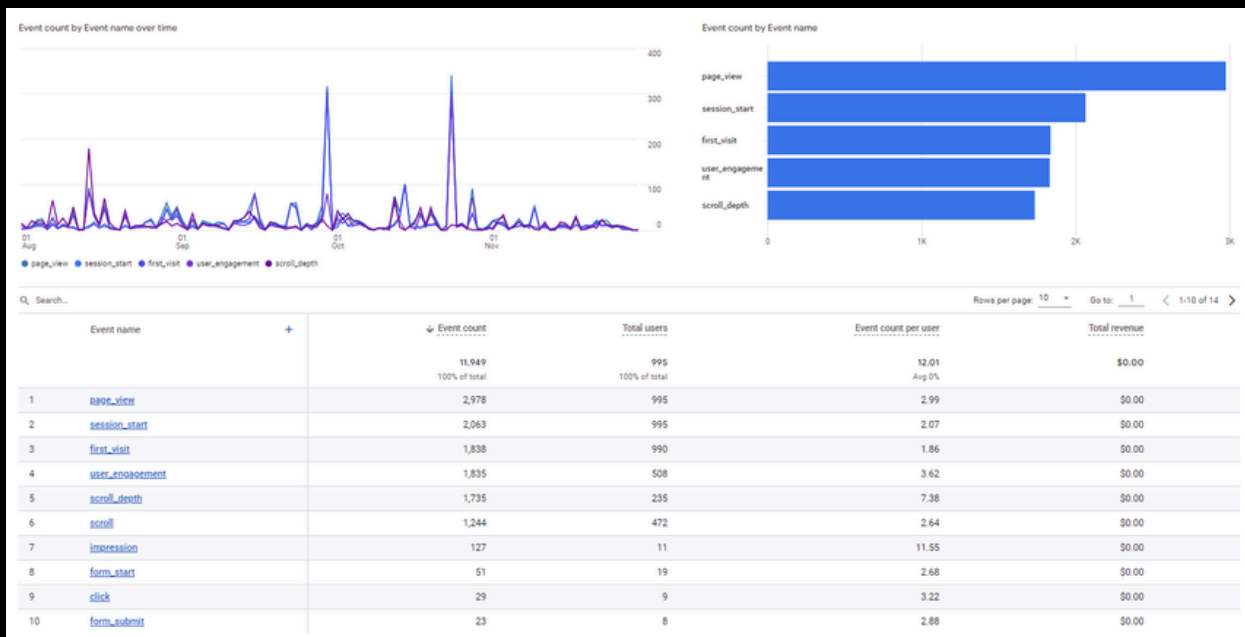 Event count by Event name over time
400
300
200
100
0
01 Aug
01 Sep
01 Oct
01 Nov
page_view session_start first_visit user_engagement scroll_depth
Event count by Event name
page_view
session_start
first_visit
user_engageme
nt
scroll_depth
0 1K 2K 3K
Search...
Rows per page: 10 Go to: 1 1-10 of 14
Event name + Event count Total users Event count per user Total revenue
11,949 995 12.01 $0.00
100% of total 100% of total Avg 0%
1 page_view 2,978 995 2.99 $0.00
2 session_start 2,063 995 2.07 $0.00
3 first_visit 1,838 990 1.86 $0.00
4 user_engagement 1,835 508 3.62 $0.00
5 scroll_depth 1,735 235 7.38 $0.00
6 scroll 1,244 472 2.64 $0.00
7 impression 127 11 11.55 $0.00
8 form_start 51 19 2.68 $0.00
9 click 29 9 3.22 $0.00
10 form_submit 23 8 2.88 $0.00